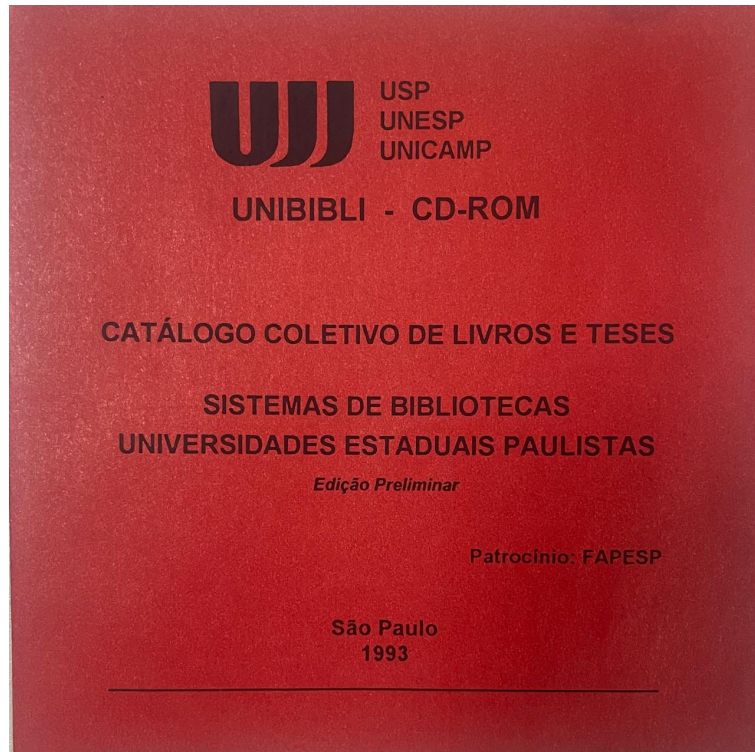 UUU
USP
UNESP
UNICAMP
UNIBIBLI - CD-ROM
CATÁLOGO COLETIVO DE LIVROS E TESES
SISTEMAS DE BIBLIOTECAS
UNIVERSIDADES ESTADUAIS PAULISTAS
Edição Preliminar
Patrocínio: FAPESP
São Paulo
1993